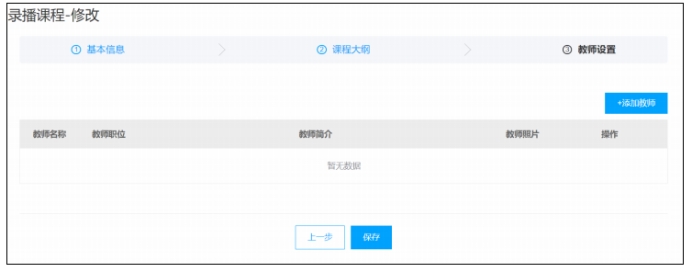 录播课程-修改
① 基本信息
② 课程大纲
③ 教师设置
+添加教师
教师名称 教师职位 教师简介 教师照片 操作
暂无数据
上一步 保存